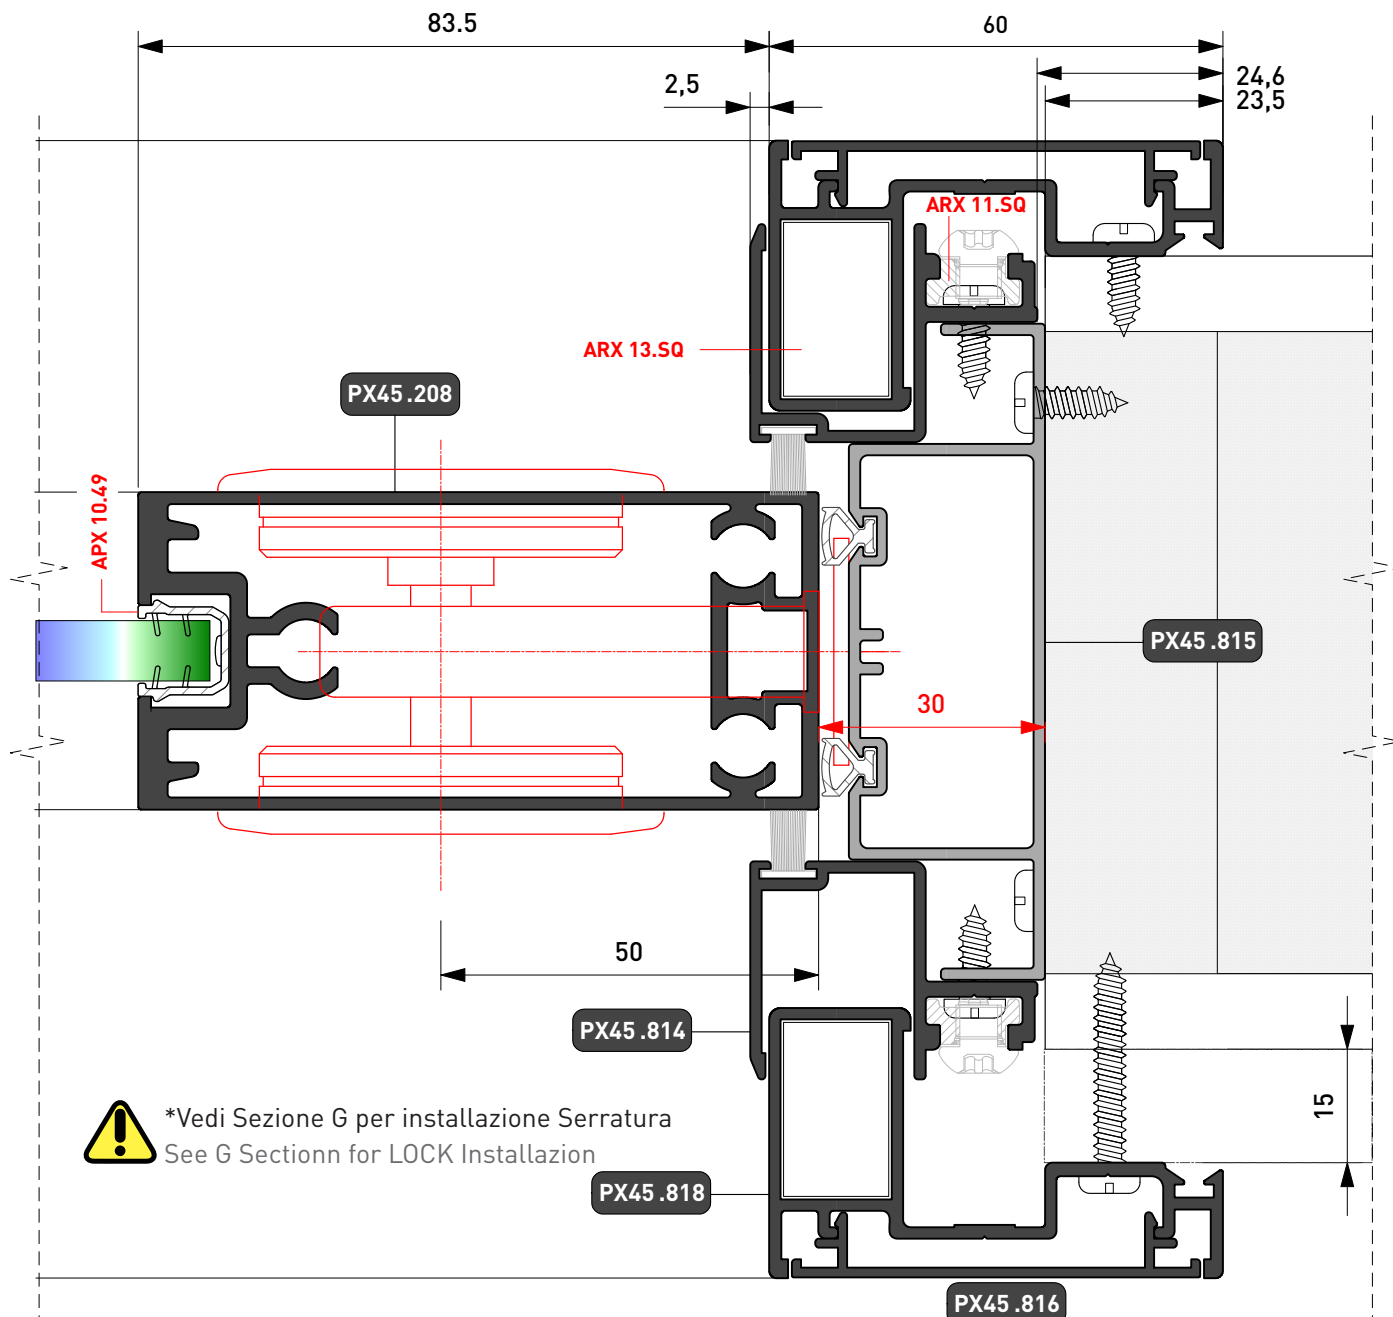 83.5
60
2,5
24,6
23,5
ARX 11.SQ
ARX 13.SQ
PX45.208
APX 10.49
PX45.815
30
50
PX45.814
15
*Vedi Sezione G per installazione Serratura
See G Sectionn for LOCK Installazion
PX45.818
PX45.816